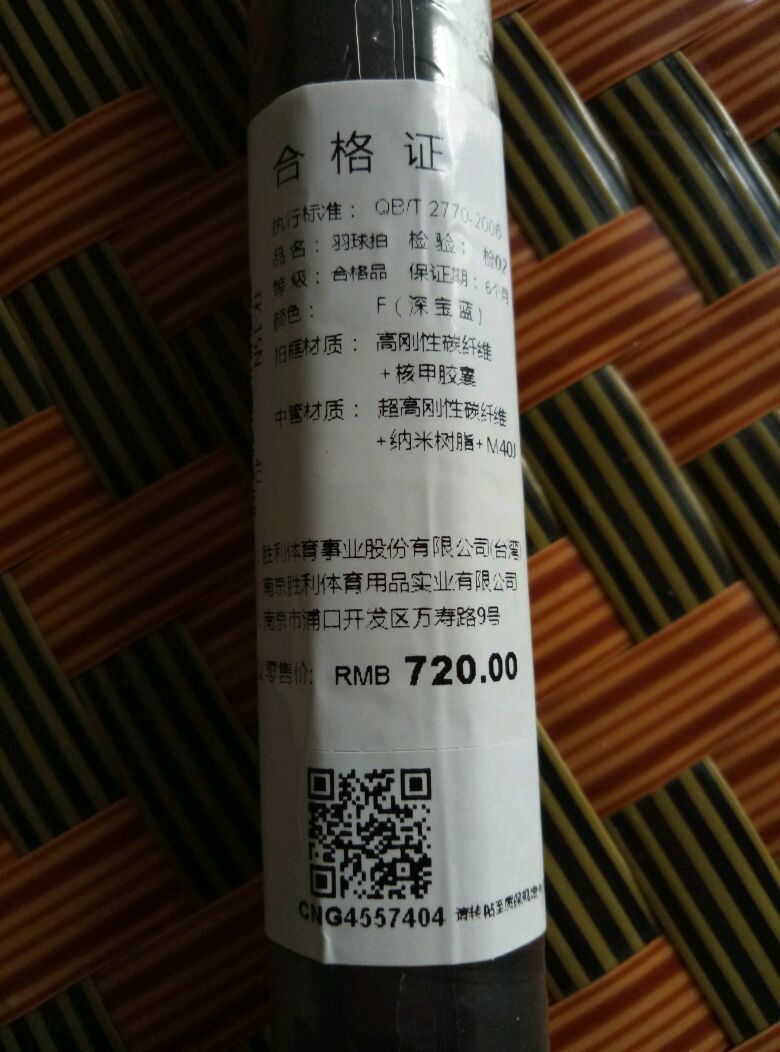 合格证
执行标准： QB/T 2770-2006
品名：羽球拍 检验：检02
等级：合格品 保证期：6个月
颜色： F(深宝蓝)
拍框材质：高刚性碳纤维
+核甲胶囊
中管材质：超高刚性碳纤维
+纳米树脂+M40J
胜利体育事业股份有限公司(台湾
南京胜利体育用品实业有限公司
南京市浦口开发区万寿路9号
零售价: RMB 720.00
CNG4557404 请转贴至质保